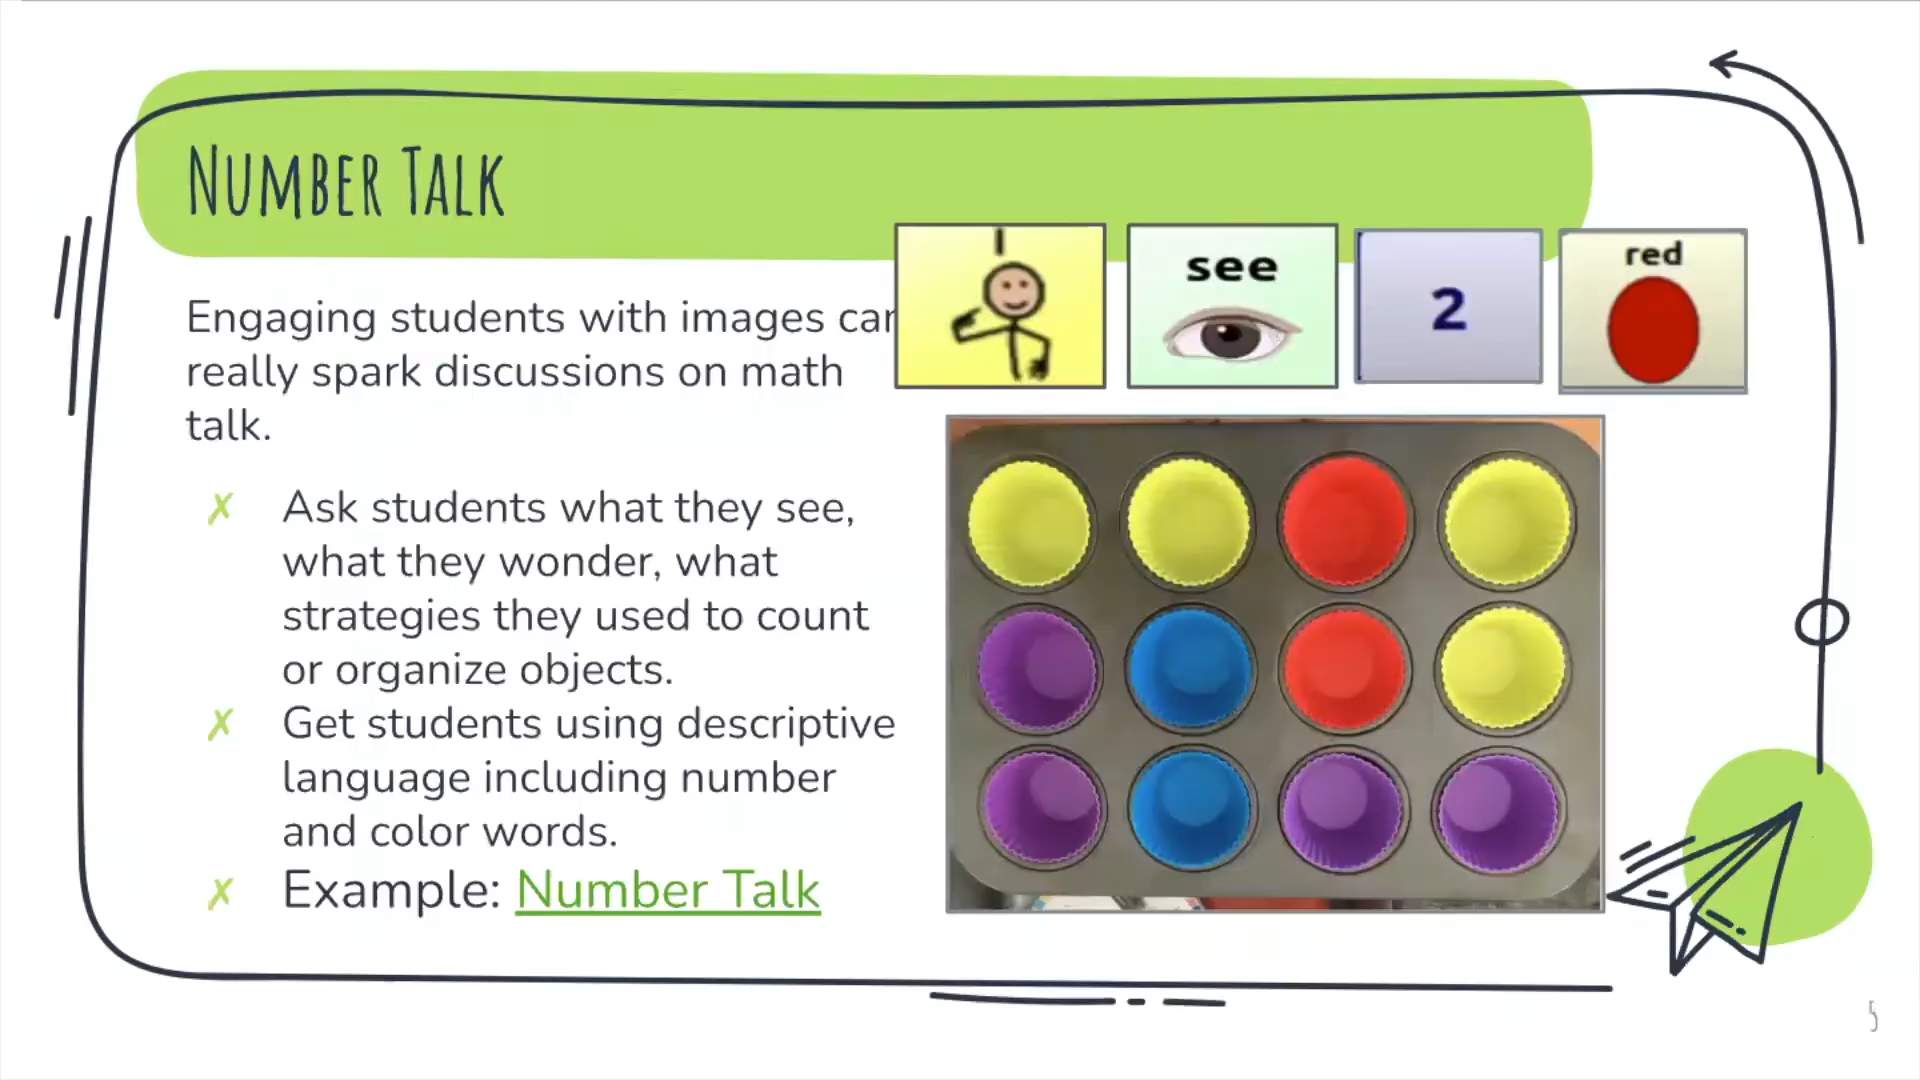 Number Talk
I
see
2
red
Engaging students with images can
really spark discussions on math
talk.
✗ Ask students what they see,
what they wonder, what
strategies they used to count
or organize objects.
✗ Get students using descriptive
language including number
and color words.
✗ Example: Number Talk
5